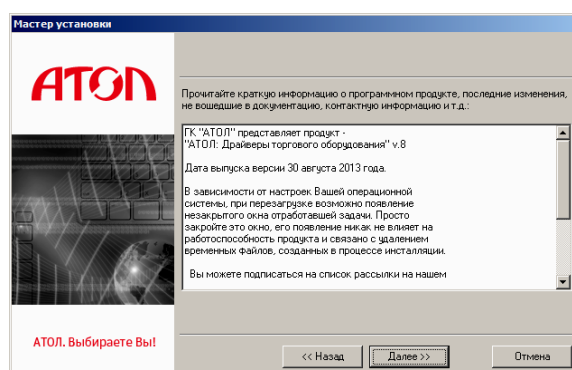 Мастер установки
АТОЛ
Прочитайте краткую информацию о программном продукте, последние изменения,
не вошедшие в документацию, контактную информацию и т.д.:
ГК "АТОЛ" представляет продукт -
"АТОЛ: Драйверы торгового оборудования" v.8
Дата выпуска версии 30 августа 2013 года.
В зависимости от настроек Вашей операционной
системы, при перезагрузке возможно появление
незакрытого окна отработавшей задачи. Просто
закройте это окно, его появление никак не влияет на
работоспособность продукта и связано с удалением
временных файлов, созданных в процессе инсталляции.
Вы можете подписаться на список рассылки на нашем
АТОЛ. Выбираете Вы!
<< Назад
Далее >>
Отмена